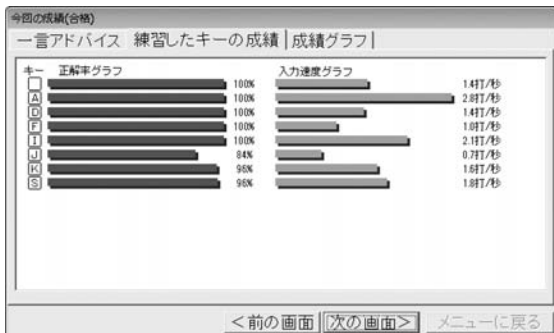 今回の成績(合格)
一言アドバイス 練習したキーの成績 成績グラフ
キー 正解率グラフ 入力速度グラフ
100% 1.4打/秒
A 100% 2.8打/秒
D 100% 1.4打/秒
F 100% 1.0打/秒
I 100% 2.1打/秒
J 84% 0.7打/秒
K 96% 1.6打/秒
S 96% 1.8打/秒
<前の画面 次の画面> メニューに戻る